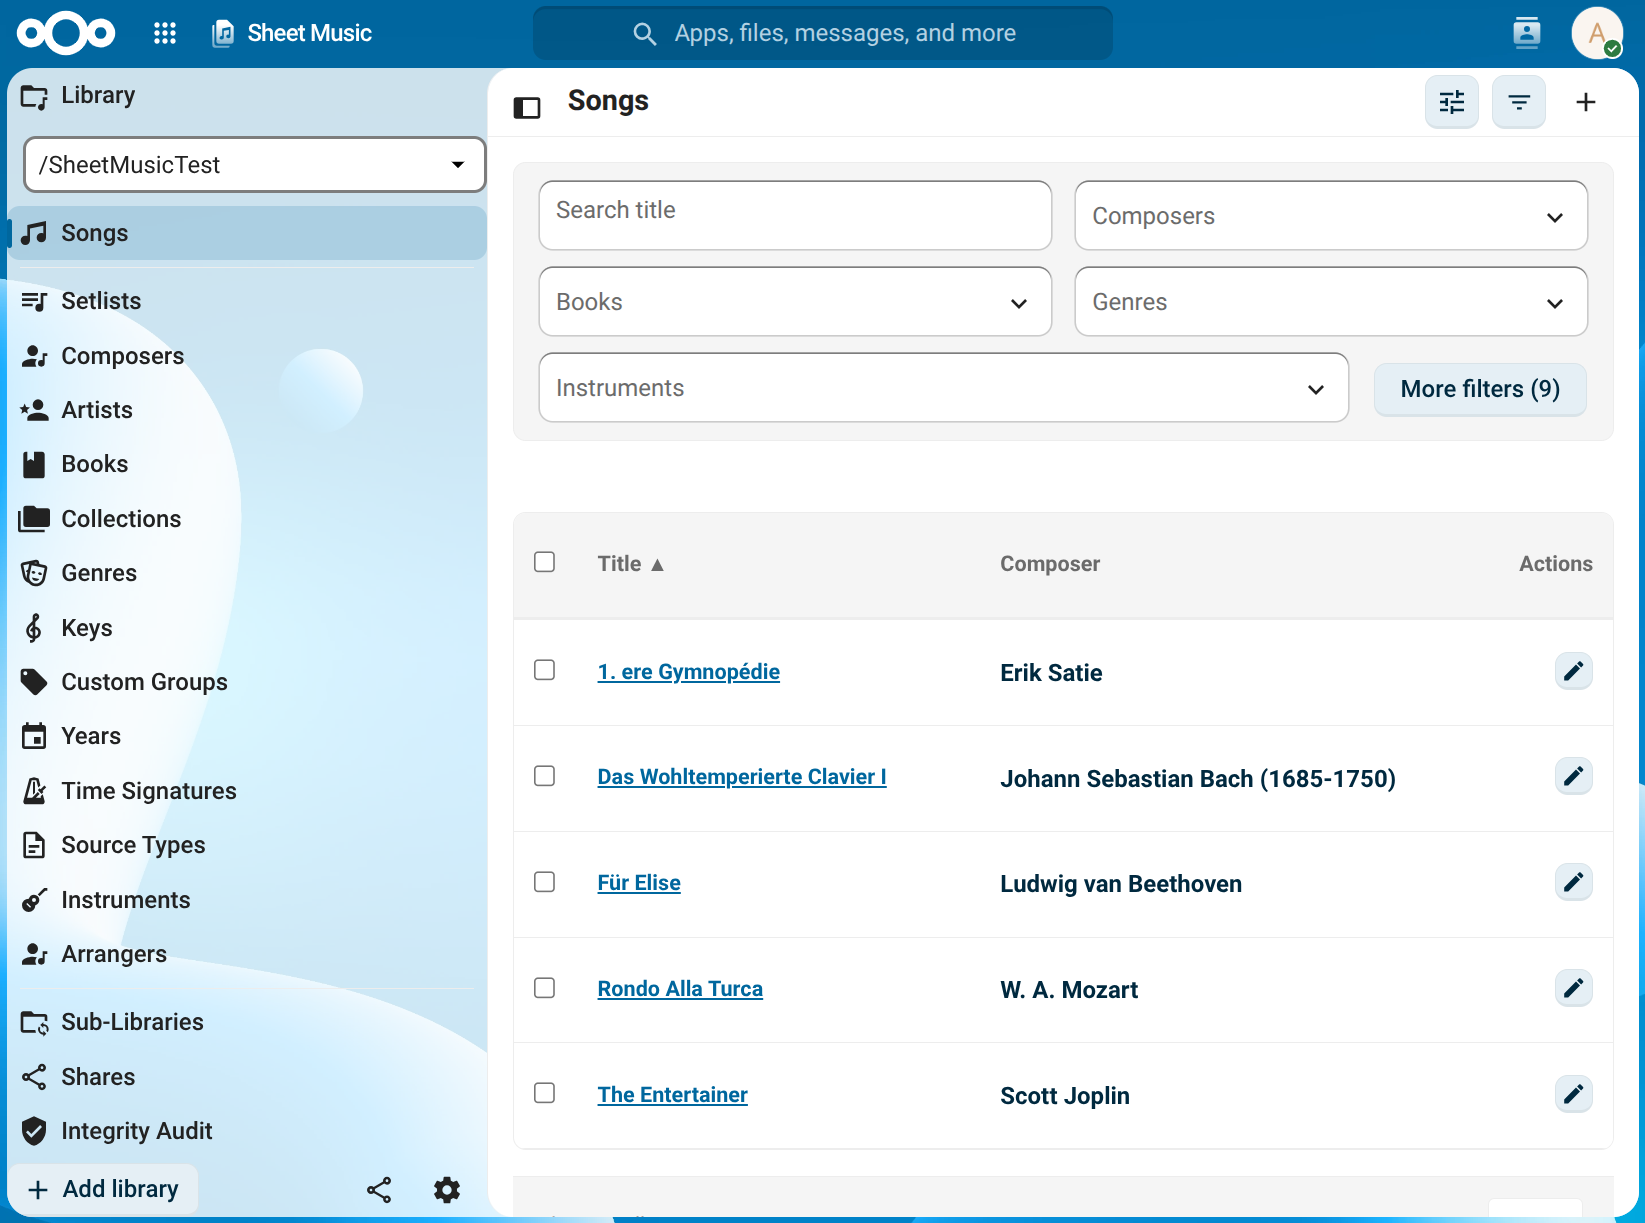 Sheet Music
Apps, files, messages, and more
A
Library
/SheetMusicTest
Songs
Setlists
Composers
Artists
Books
Collections
Genres
Keys
Custom Groups
Years
Time Signatures
Source Types
Instruments
Arrangers
Sub-Libraries
Shares
Integrity Audit
Add library
Songs
Search title
Composers
Books
Genres
Instruments
More filters (9)
Title ▲ Composer Actions
1. ere Gymnopédie Erik Satie
Das Wohltemperierte Clavier I Johann Sebastian Bach (1685-1750)
Für Elise Ludwig van Beethoven
Rondo Alla Turca W. A. Mozart
The Entertainer Scott Joplin